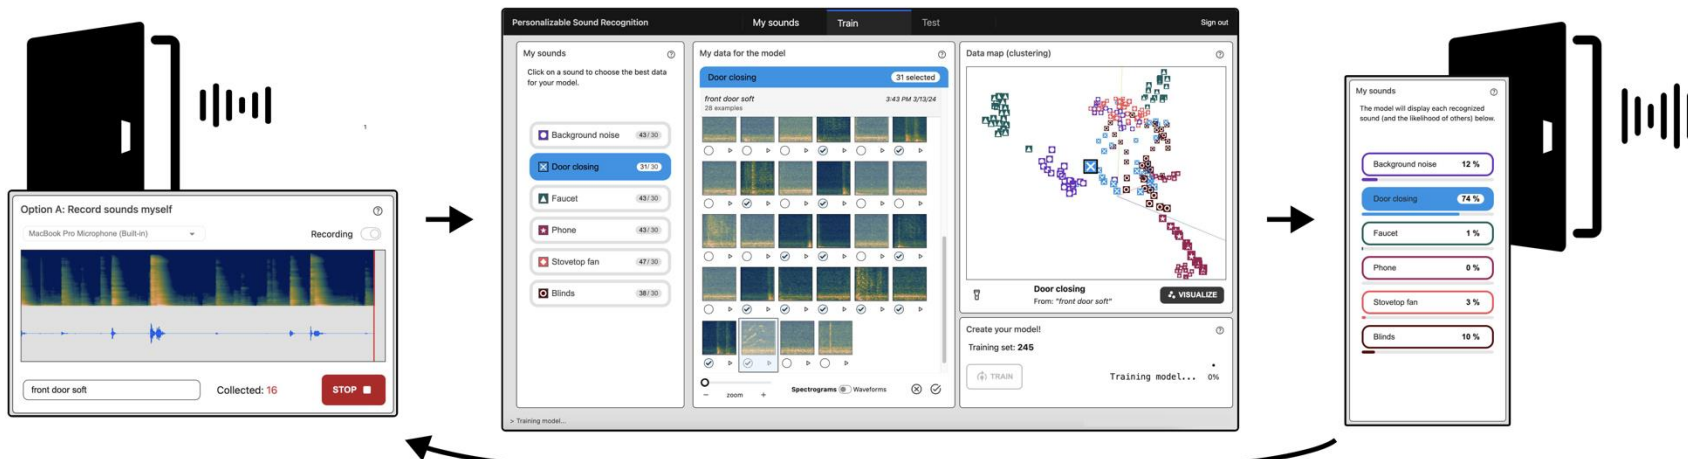 Option A: Record sounds myself
MacBook Pro Microphone (Built-in)
Recording
front door soft
Collected: 16
STOP
Personalizable Sound Recognition
My sounds
Train
Test
Sign out
My sounds
Click on a sound to choose the best data
for your model.
Background noise 43/30
Door closing 31/30
Faucet 43/30
Phone 43/30
Stovetop fan 47/30
Blinds 38/30
My data for the model
Door closing 31 selected
front door soft 3:43 PM 3/13/24
28 examples
zoom
Spectrograms Waveforms
Data map (clustering)
Door closing
From: "front door soft"
VISUALIZE
Create your model!
Training set: 245
TRAIN
Training model... 0%
> Training model...
My sounds
The model will display each recognized
sound (and the likelihood of others) below.
Background noise 12 %
Door closing 74 %
Faucet 1 %
Phone 0 %
Stovetop fan 3 %
Blinds 10 %